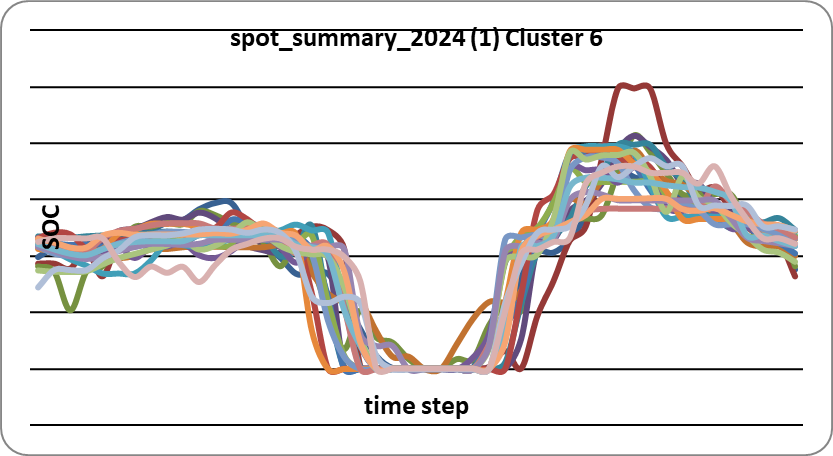 spot_summary_2024 (1) Cluster 6
SOC
time step